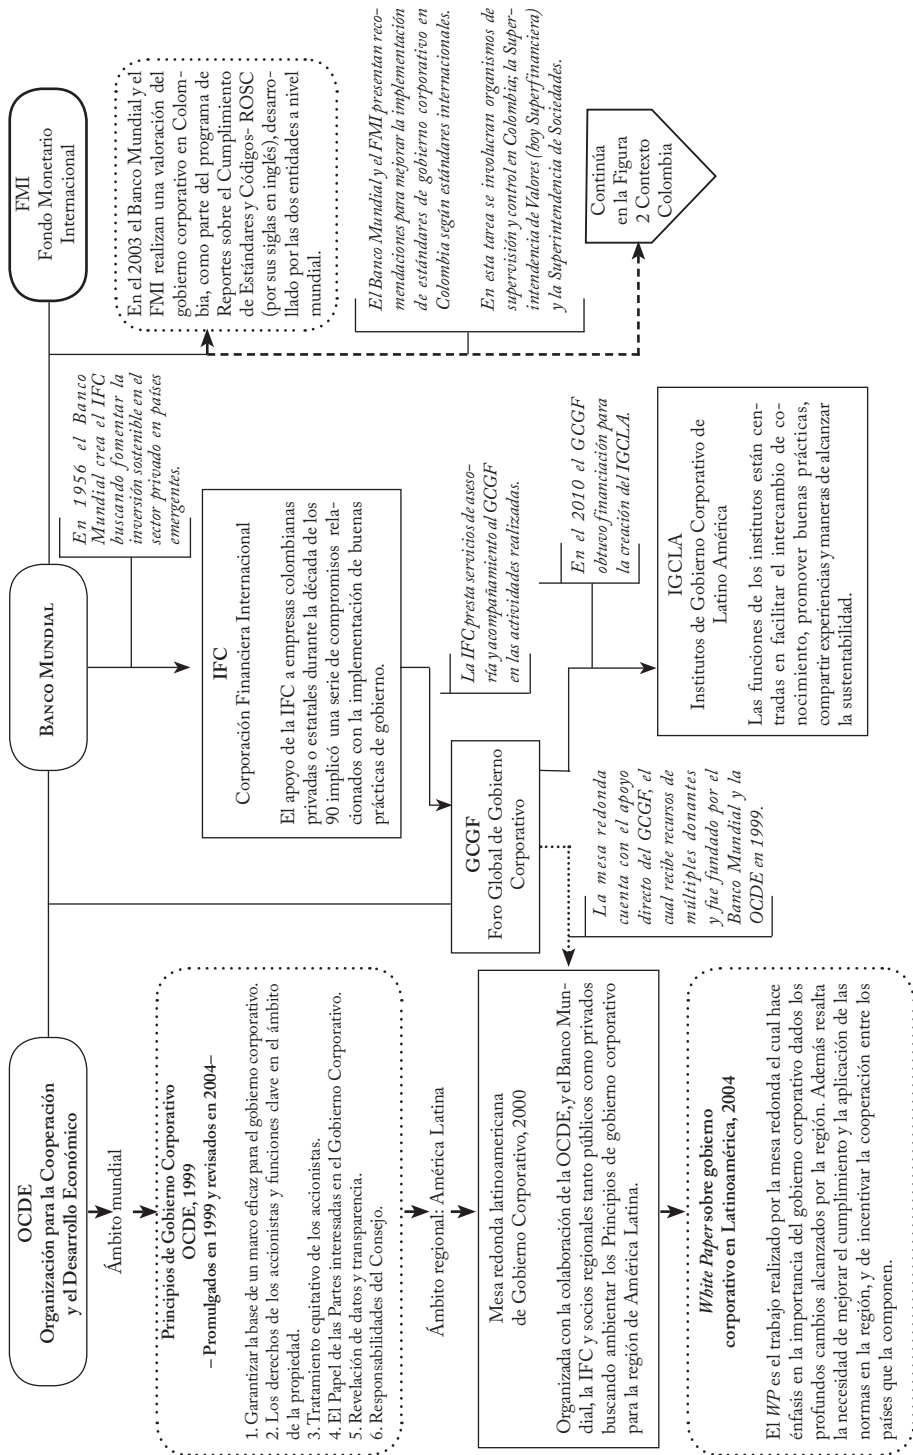 OCDE
Organización para la Cooperación
y el Desarrollo Económico
Ámbito mundial
Principios de Gobierno Corporativo
OCDE, 1999
– Promulgados en 1999 y revisados en 2004–
1. Garantizar la base de un marco eficaz para el gobierno corporativo.
2. Los derechos de los accionistas y funciones clave en el ámbito
de la propiedad.
3. Tratamiento equitativo de los accionistas.
4. El Papel de las Partes interesadas en el Gobierno Corporativo.
5. Revelación de datos y transparencia.
6. Responsabilidades del Consejo.
Ámbito regional: América Latina
Mesa redonda latinoamericana
de Gobierno Corporativo, 2000
Organizada con la colaboración de la OCDE, y el Banco Mun-
dial, la IFC y socios regionales tanto públicos como privados
buscando ambientar los Principios de gobierno corporativo
para la región de América Latina.
White Paper sobre gobierno
corporativo en Latinoamérica, 2004
El WP es el trabajo realizado por la mesa redonda el cual hace
énfasis en la importancia del gobierno corporativo dados los
profundos cambios alcanzados por la región. Además resalta
la necesidad de mejorar el cumplimiento y la aplicación de las
normas en la región, y de incentivar la cooperación entre los
países que la componen.
BANCO MUNDIAL
En 1956 el Banco
Mundial crea el IFC
buscando fomentar la
inversión sostenible en el
sector privado en países
emergentes.
IFC
Corporación Financiera Internacional
El apoyo de la IFC a empresas colombianas
privadas o estatales durante la década de los
90 implicó una serie de compromisos rela-
cionados con la implementación de buenas
prácticas de gobierno.
La IFC presta servicios de aseso-
ría y acompañamiento al GCGF
en las actividades realizadas.
GCGF
Foro Global de Gobierno
Corporativo
La mesa redonda
cuenta con el apoyo
directo del GCGF, el
cual recibe recursos de
múltiples donantes
y fue fundado por el
Banco Mundial y la
OCDE en 1999.
En el 2010 el GCGF
obtuvo financiación para
la creación del IGCLA.
IGCLA
Institutos de Gobierno Corporativo de
Latino América
Las funciones de los institutos están cen-
tradas en facilitar el intercambio de co-
nocimiento, promover buenas prácticas,
compartir experiencias y maneras de alcanzar
la sustentabilidad.
FMI
Fondo Monetario
Internacional
En el 2003 el Banco Mundial y el
FMI realizan una valoración del
gobierno corporativo en Colom-
bia, como parte del programa de
Reportes sobre el Cumplimiento
de Estándares y Códigos- ROSC
(por sus siglas en inglés), desarro-
llado por las dos entidades a nivel
mundial.
El Banco Mundial y el FMI presentan reco-
mendaciones para mejorar la implementación
de estándares de gobierno corporativo en
Colombia según estándares internacionales.
En esta tarea se involucran organismos de
supervisión y control en Colombia; la Super-
intendencia de Valores (hoy Superfinanciera)
y la Superintendencia de Sociedades.
Continúa
en la Figura
2 Contexto
Colombia